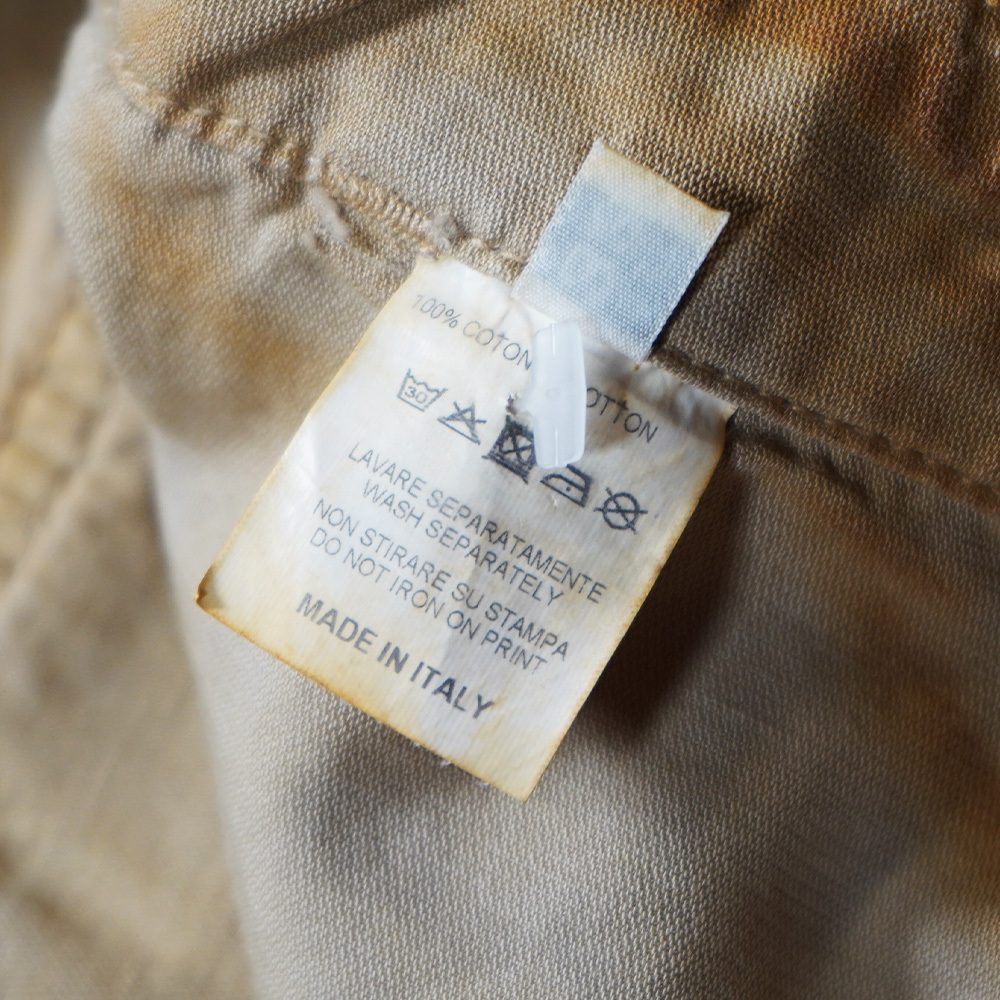 100% COTON OTTON
30
LAVARE SEPARATAMENTE
WASH SEPARATELY
NON STIRARE SU STAMPA
DO NOT IRON ON PRINT
MADE IN ITALY